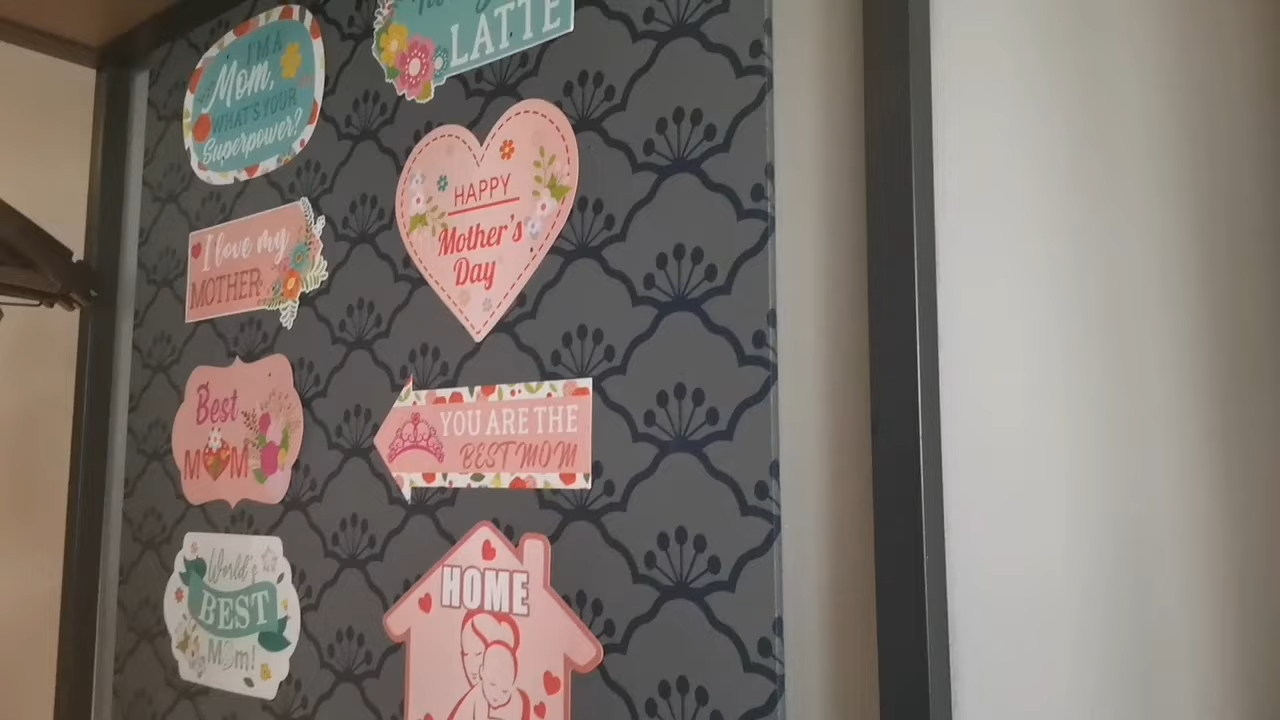 I'M A
Mom,
WHAT'S YOUR
Superpower?
LATTE
I love my
MOTHER
HAPPY
Mother's
Day
Best
MOM
YOU ARE THE
BEST MOM
World's
BEST
Mom!
HOME